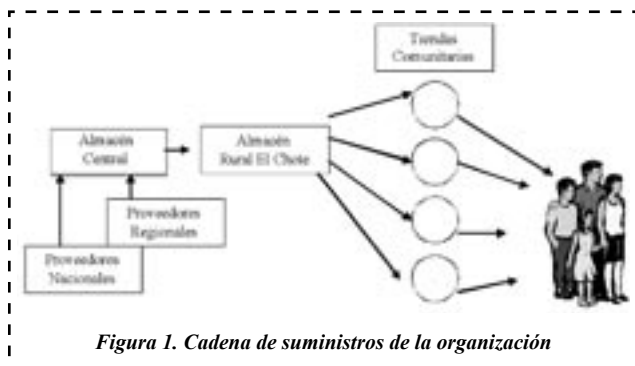 Tiendas
Comunitarias
Almacén
Central
Almacén
Rural El Chote
Proveedores
Regionales
Proveedores
Nacionales
Figura 1. Cadena de suministros de la organización